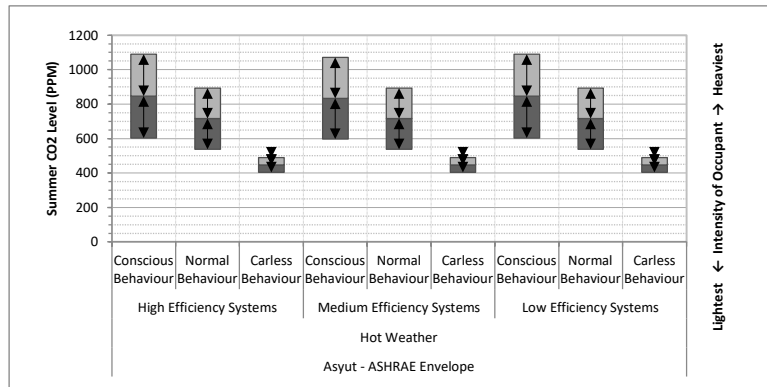 Summer CO2 Level (PPM)
1200
1000
800
600
400
200
0
Conscious Behaviour
Normal Behaviour
Carless Behaviour
Conscious Behaviour
Normal Behaviour
Carless Behaviour
Conscious Behaviour
Normal Behaviour
Carless Behaviour
High Efficiency Systems
Medium Efficiency Systems
Low Efficiency Systems
Hot Weather
Asyut - ASHRAE Envelope
Lightest ← Intensity of Occupant → Heaviest